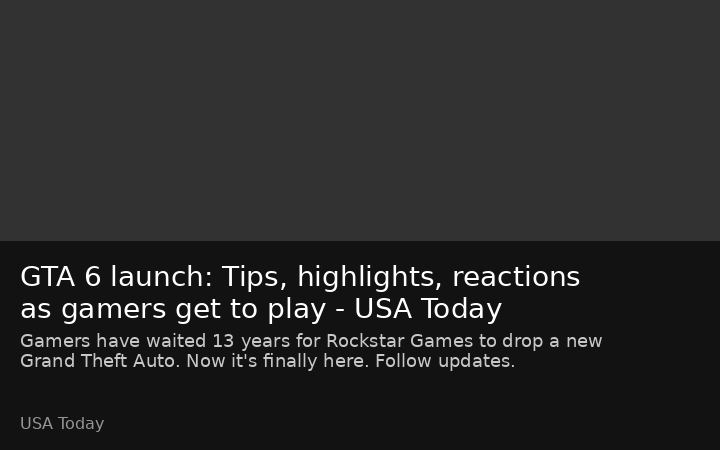 GTA 6 launch: Tips, highlights, reactions
as gamers get to play - USA Today
Gamers have waited 13 years for Rockstar Games to drop a new
Grand Theft Auto. Now it's finally here. Follow updates.
USA Today